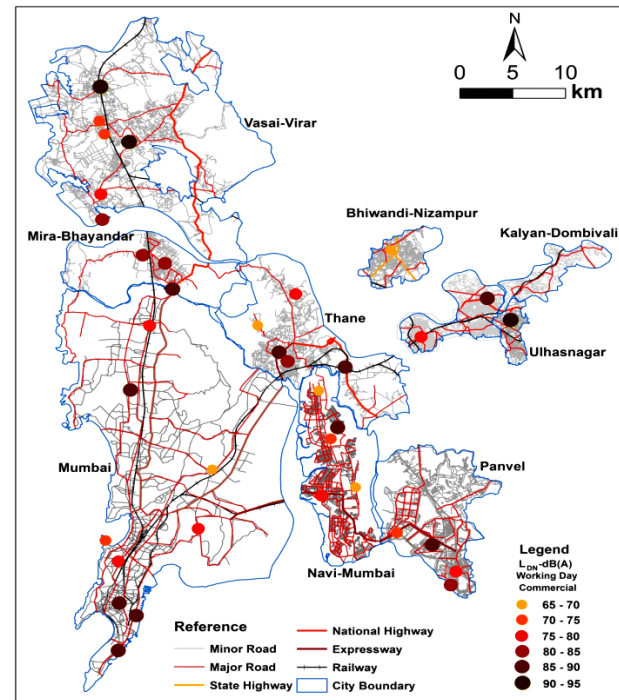 N
0 5 10
km
Vasai-Virar
Bhiwandi-Nizampur
Mira-Bhayandar
Kalyan-Dombivali
Thane
Ulhasnagar
Mumbai
Panvel
Navi-Mumbai
Reference
Minor Road
Major Road
State Highway
National Highway
Expressway
Railway
City Boundary
Legend
LDN-dB(A)
Working Day
Commercial
65 - 70
70 - 75
75 - 80
80 - 85
85 - 90
90 - 95